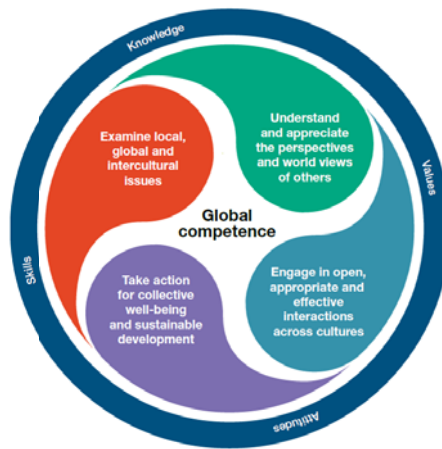 Knowledge
Examine local,
global and
intercultural
issues
Understand
and appreciate
the perspectives
and world views
of others
Values
Global
competence
Skills
Take action
for collective
well-being
and sustainable
development
Engage in open,
appropriate and
effective
interactions
across cultures
Attitudes